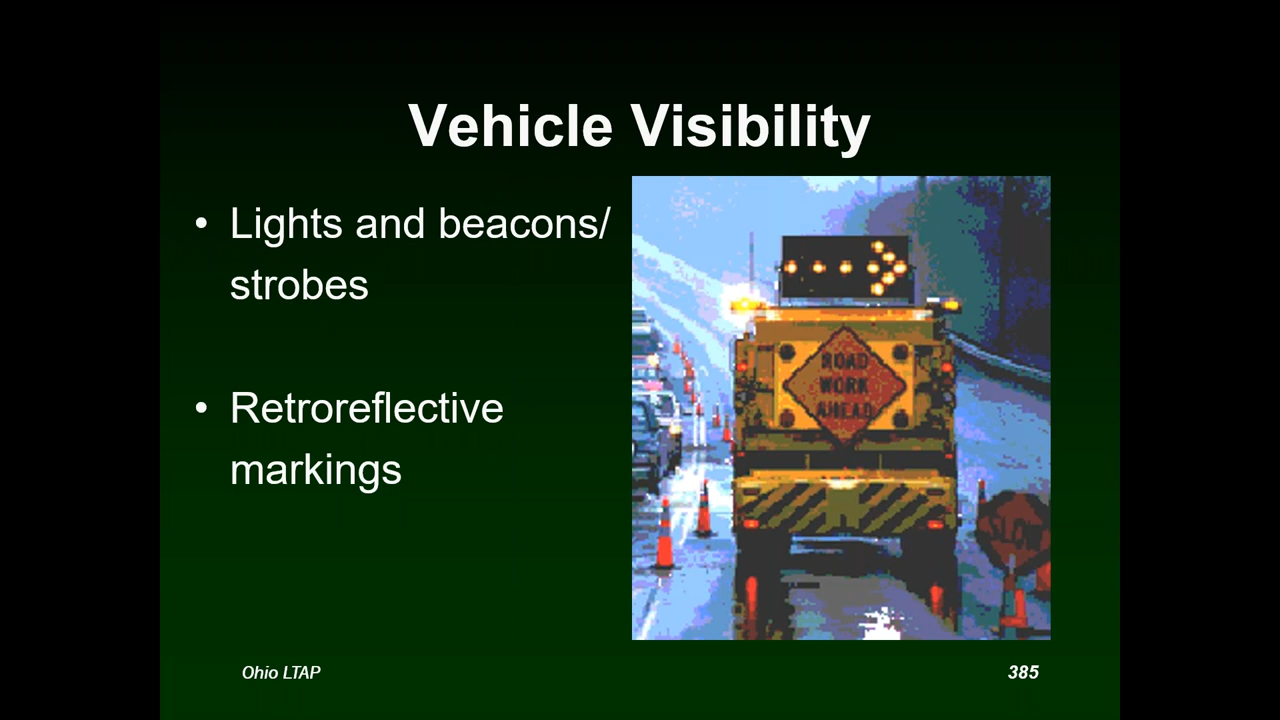 Vehicle Visibility
• Lights and beacons/
strobes
• Retroreflective
markings
ROAD
WORK
AHEAD
SLOW
Ohio LTAP
385